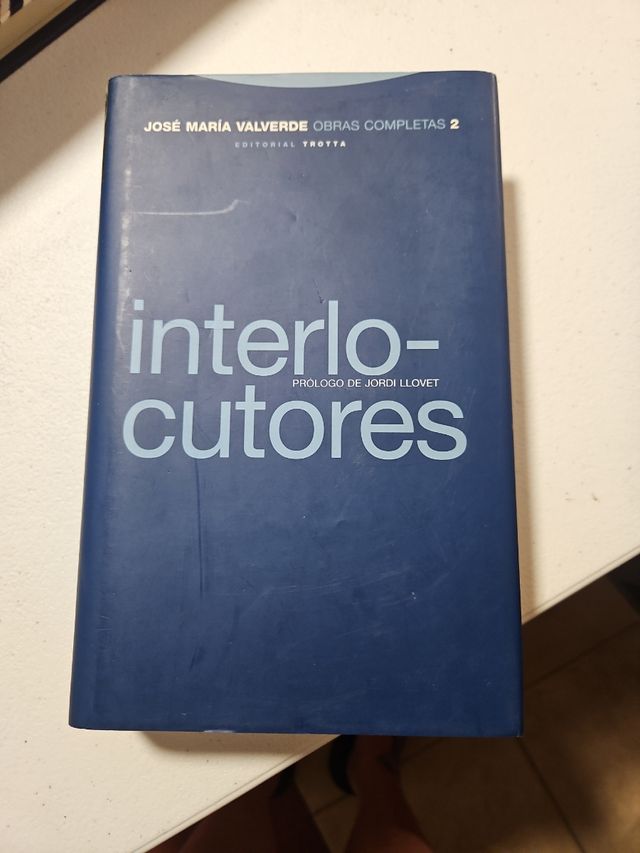 JOSÉ MARÍA VALVERDE OBRAS COMPLETAS 2
EDITORIAL TROTTA
interlo-
PRÓLOGO DE JORDI LLOVET
cutores